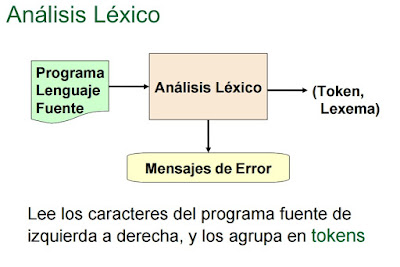 Análisis Léxico
Programa
Lenguaje
Fuente
Análisis Léxico
(Token,
Lexema)
Mensajes de Error
Lee los caracteres del programa fuente de
izquierda a derecha, y los agrupa en tokens